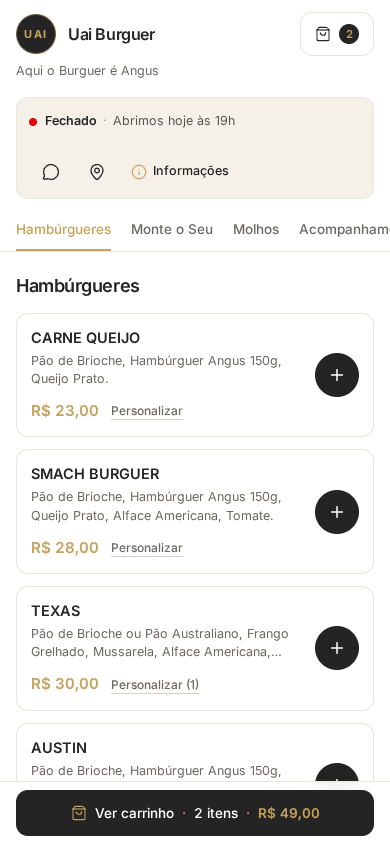 UAI
Uai Burguer
2
Aqui o Burguer é Angus
Fechado · Abrimos hoje às 19h
Informações
Hambúrgueres Monte o Seu Molhos Acompanham
Hambúrgueres
CARNE QUEIJO
Pão de Brioche, Hambúrguer Angus 150g,
Queijo Prato.
R$ 23,00 Personalizar
SMACH BURGUER
Pão de Brioche, Hambúrguer Angus 150g,
Queijo Prato, Alface Americana, Tomate.
R$ 28,00 Personalizar
TEXAS
Pão de Brioche ou Pão Australiano, Frango
Grelhado, Mussarela, Alface Americana,...
R$ 30,00 Personalizar (1)
AUSTIN
Pão de Brioche, Hambúrguer Angus 150g,
Ver carrinho · 2 itens · R$ 49,00